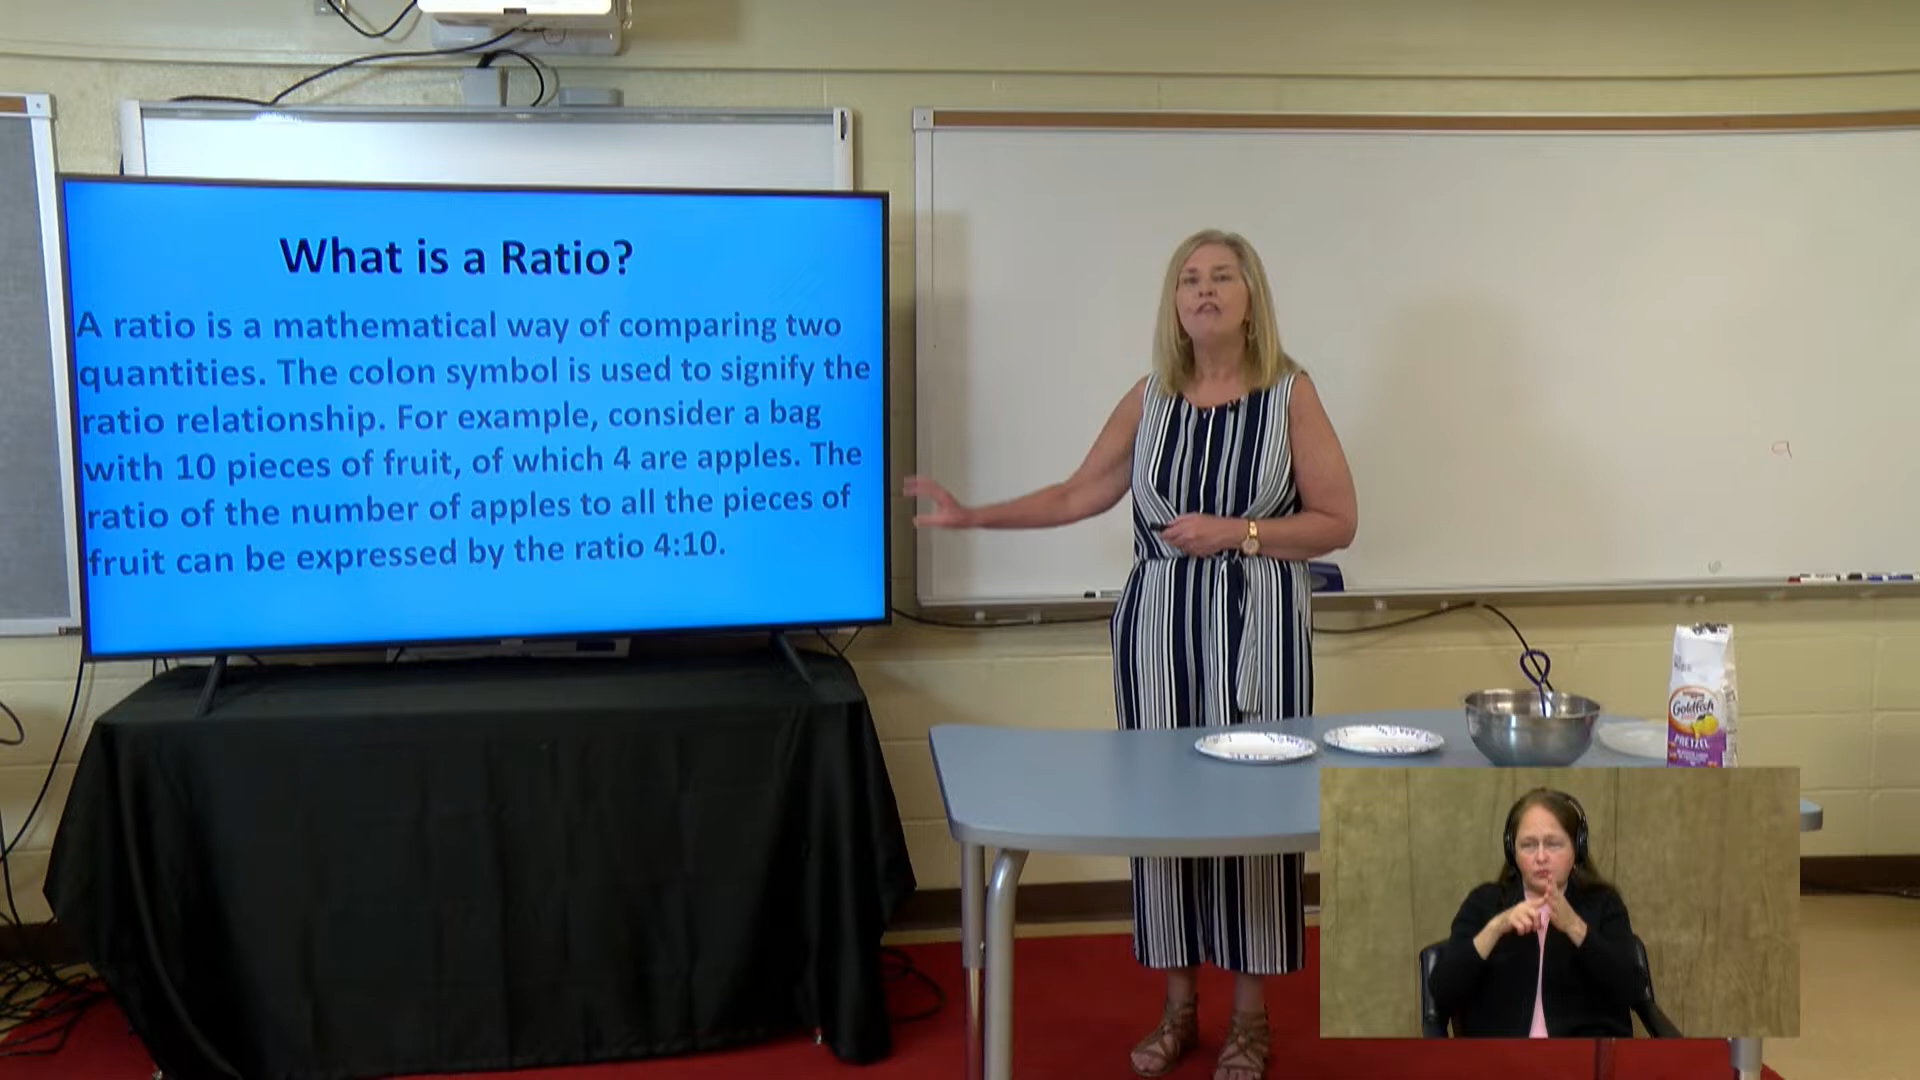 What is a Ratio?
A ratio is a mathematical way of comparing two
quantities. The colon symbol is used to signify the
ratio relationship. For example, consider a bag
with 10 pieces of fruit, of which 4 are apples. The
ratio of the number of apples to all the pieces of
fruit can be expressed by the ratio 4:10.
9
Goldfish
PRETZEL